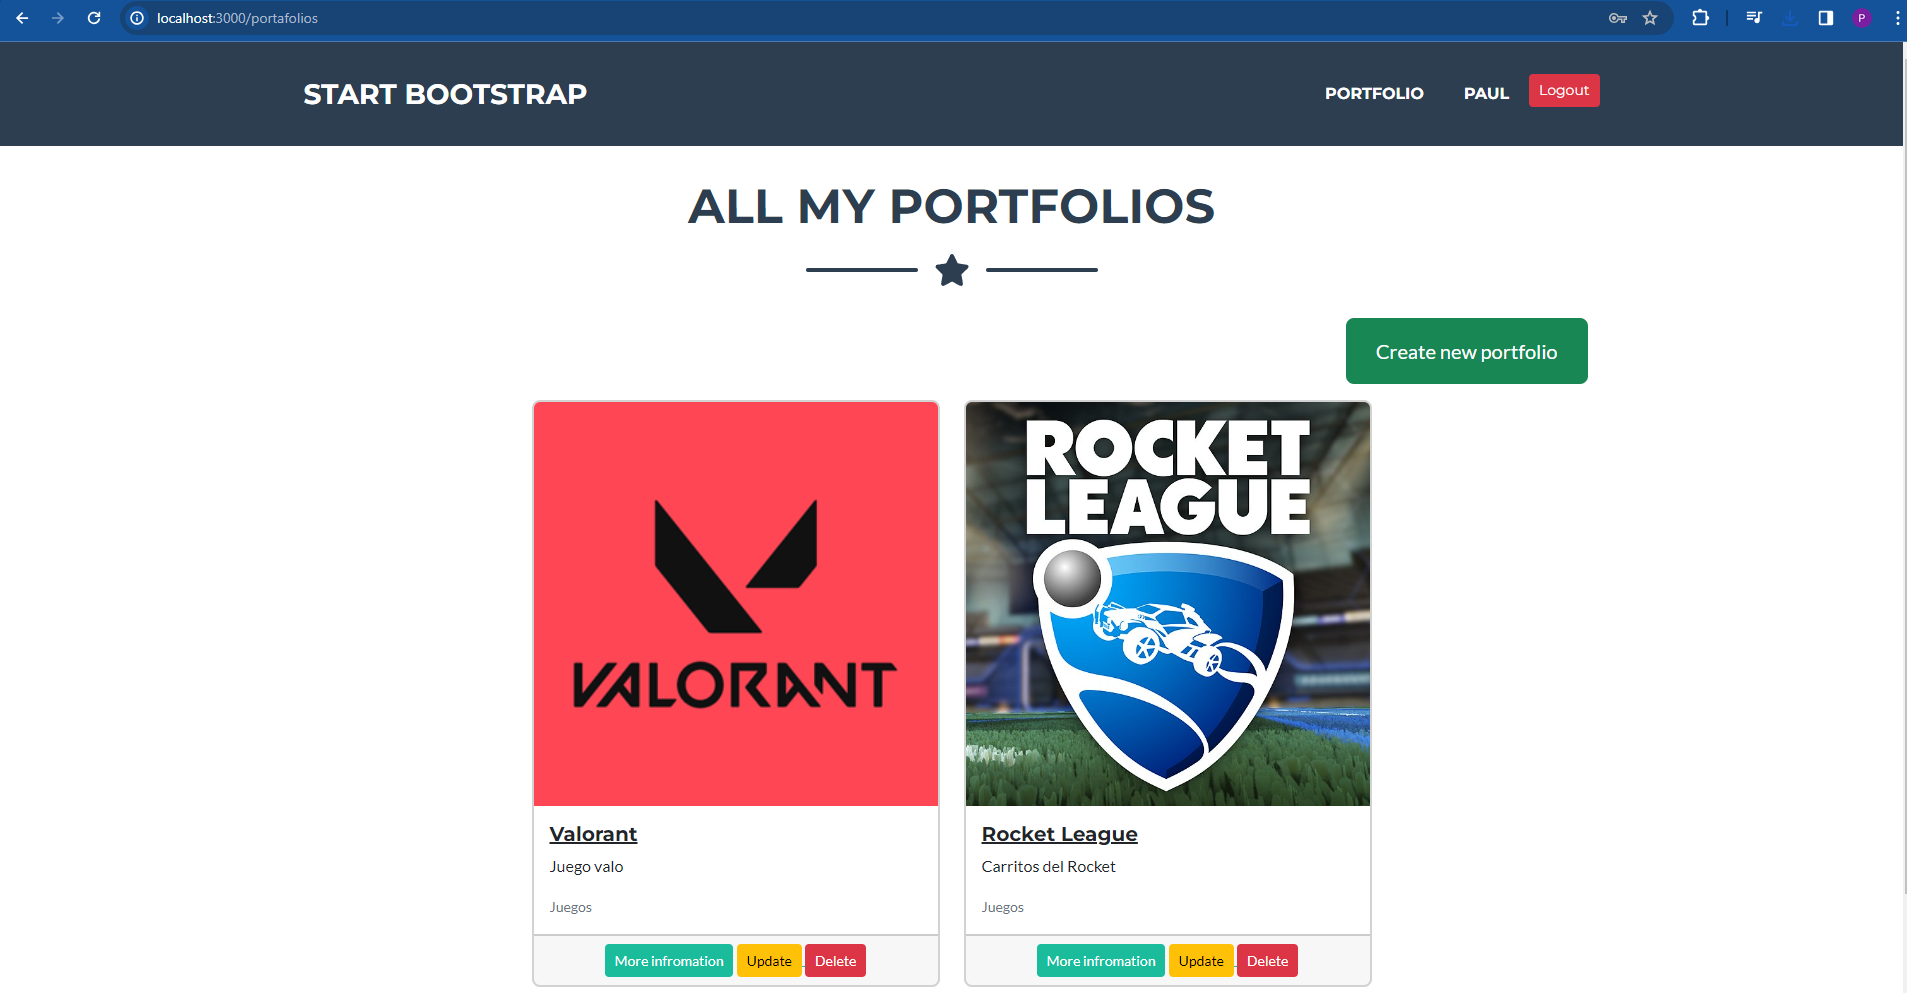 localhost:3000/portafolios
P
START BOOTSTRAP
PORTFOLIO PAUL Logout
ALL MY PORTFOLIOS
Create new portfolio
VALORANT
Valorant
Juego valo
Juegos
More infromation Update Delete
ROCKET
LEAGUE
Rocket League
Carritos del Rocket
Juegos
More infromation Update Delete